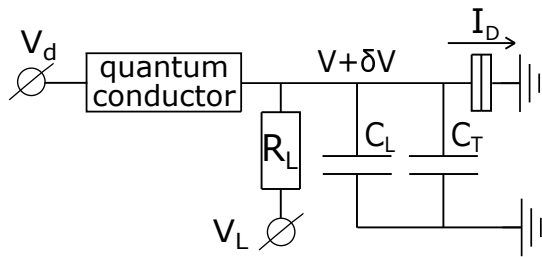 I_D
V_d
quantum
conductor
V+δV
R_L
C_L
C_T
V_L